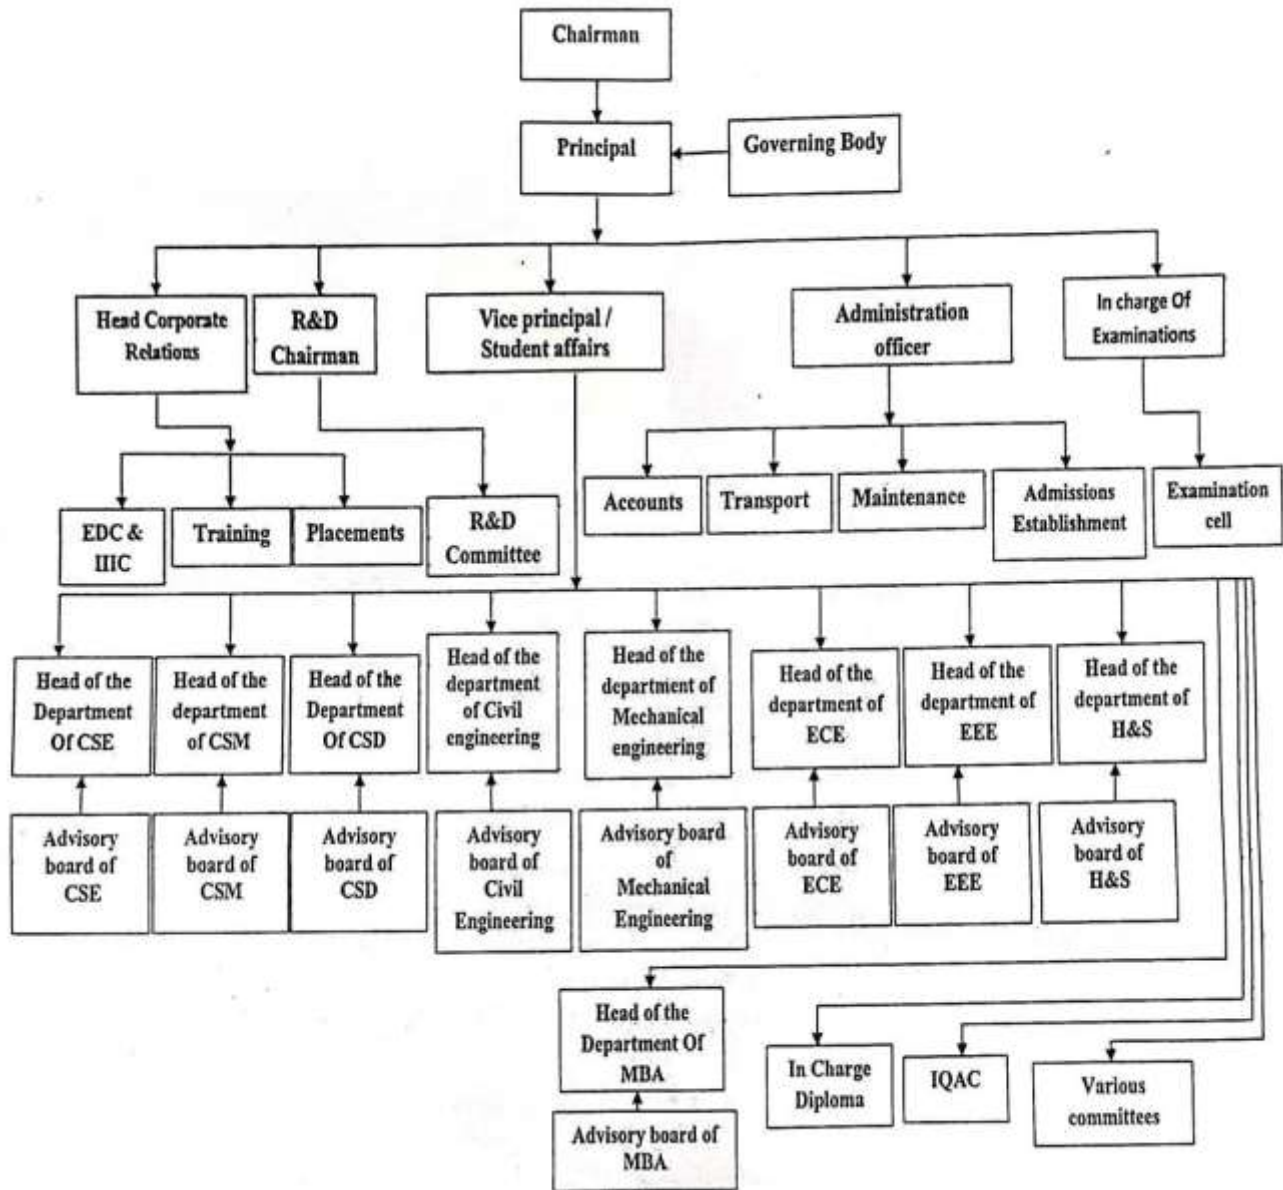 Chairman
Principal
Governing Body
Head Corporate
Relations
R&D
Chairman
Vice principal /
Student affairs
Administration
officer
In charge Of
Examinations
EDC &
IIIC
Training
Placements
R&D
Committee
Accounts
Transport
Maintenance
Admissions
Establishment
Examination
cell
Head of the
Department
Of CSE
Head of the
department
of CSM
Head of the
Department
Of CSD
Head of the
department
of Civil
engineering
Head of the
department of
Mechanical
engineering
Head of the
department of
ECE
Head of the
department of
EEE
Head of the
department of
H&S
Advisory
board of
CSE
Advisory
board of
CSM
Advisory
board of
CSD
Advisory
board of
Civil
Engineering
Advisory board
of
Mechanical
Engineering
Advisory
board of
ECE
Advisory
board of
EEE
Advisory
board of
H&S
Head of the
Department Of
MBA
In Charge
Diploma
IQAC
Various
committees
Advisory board of
MBA